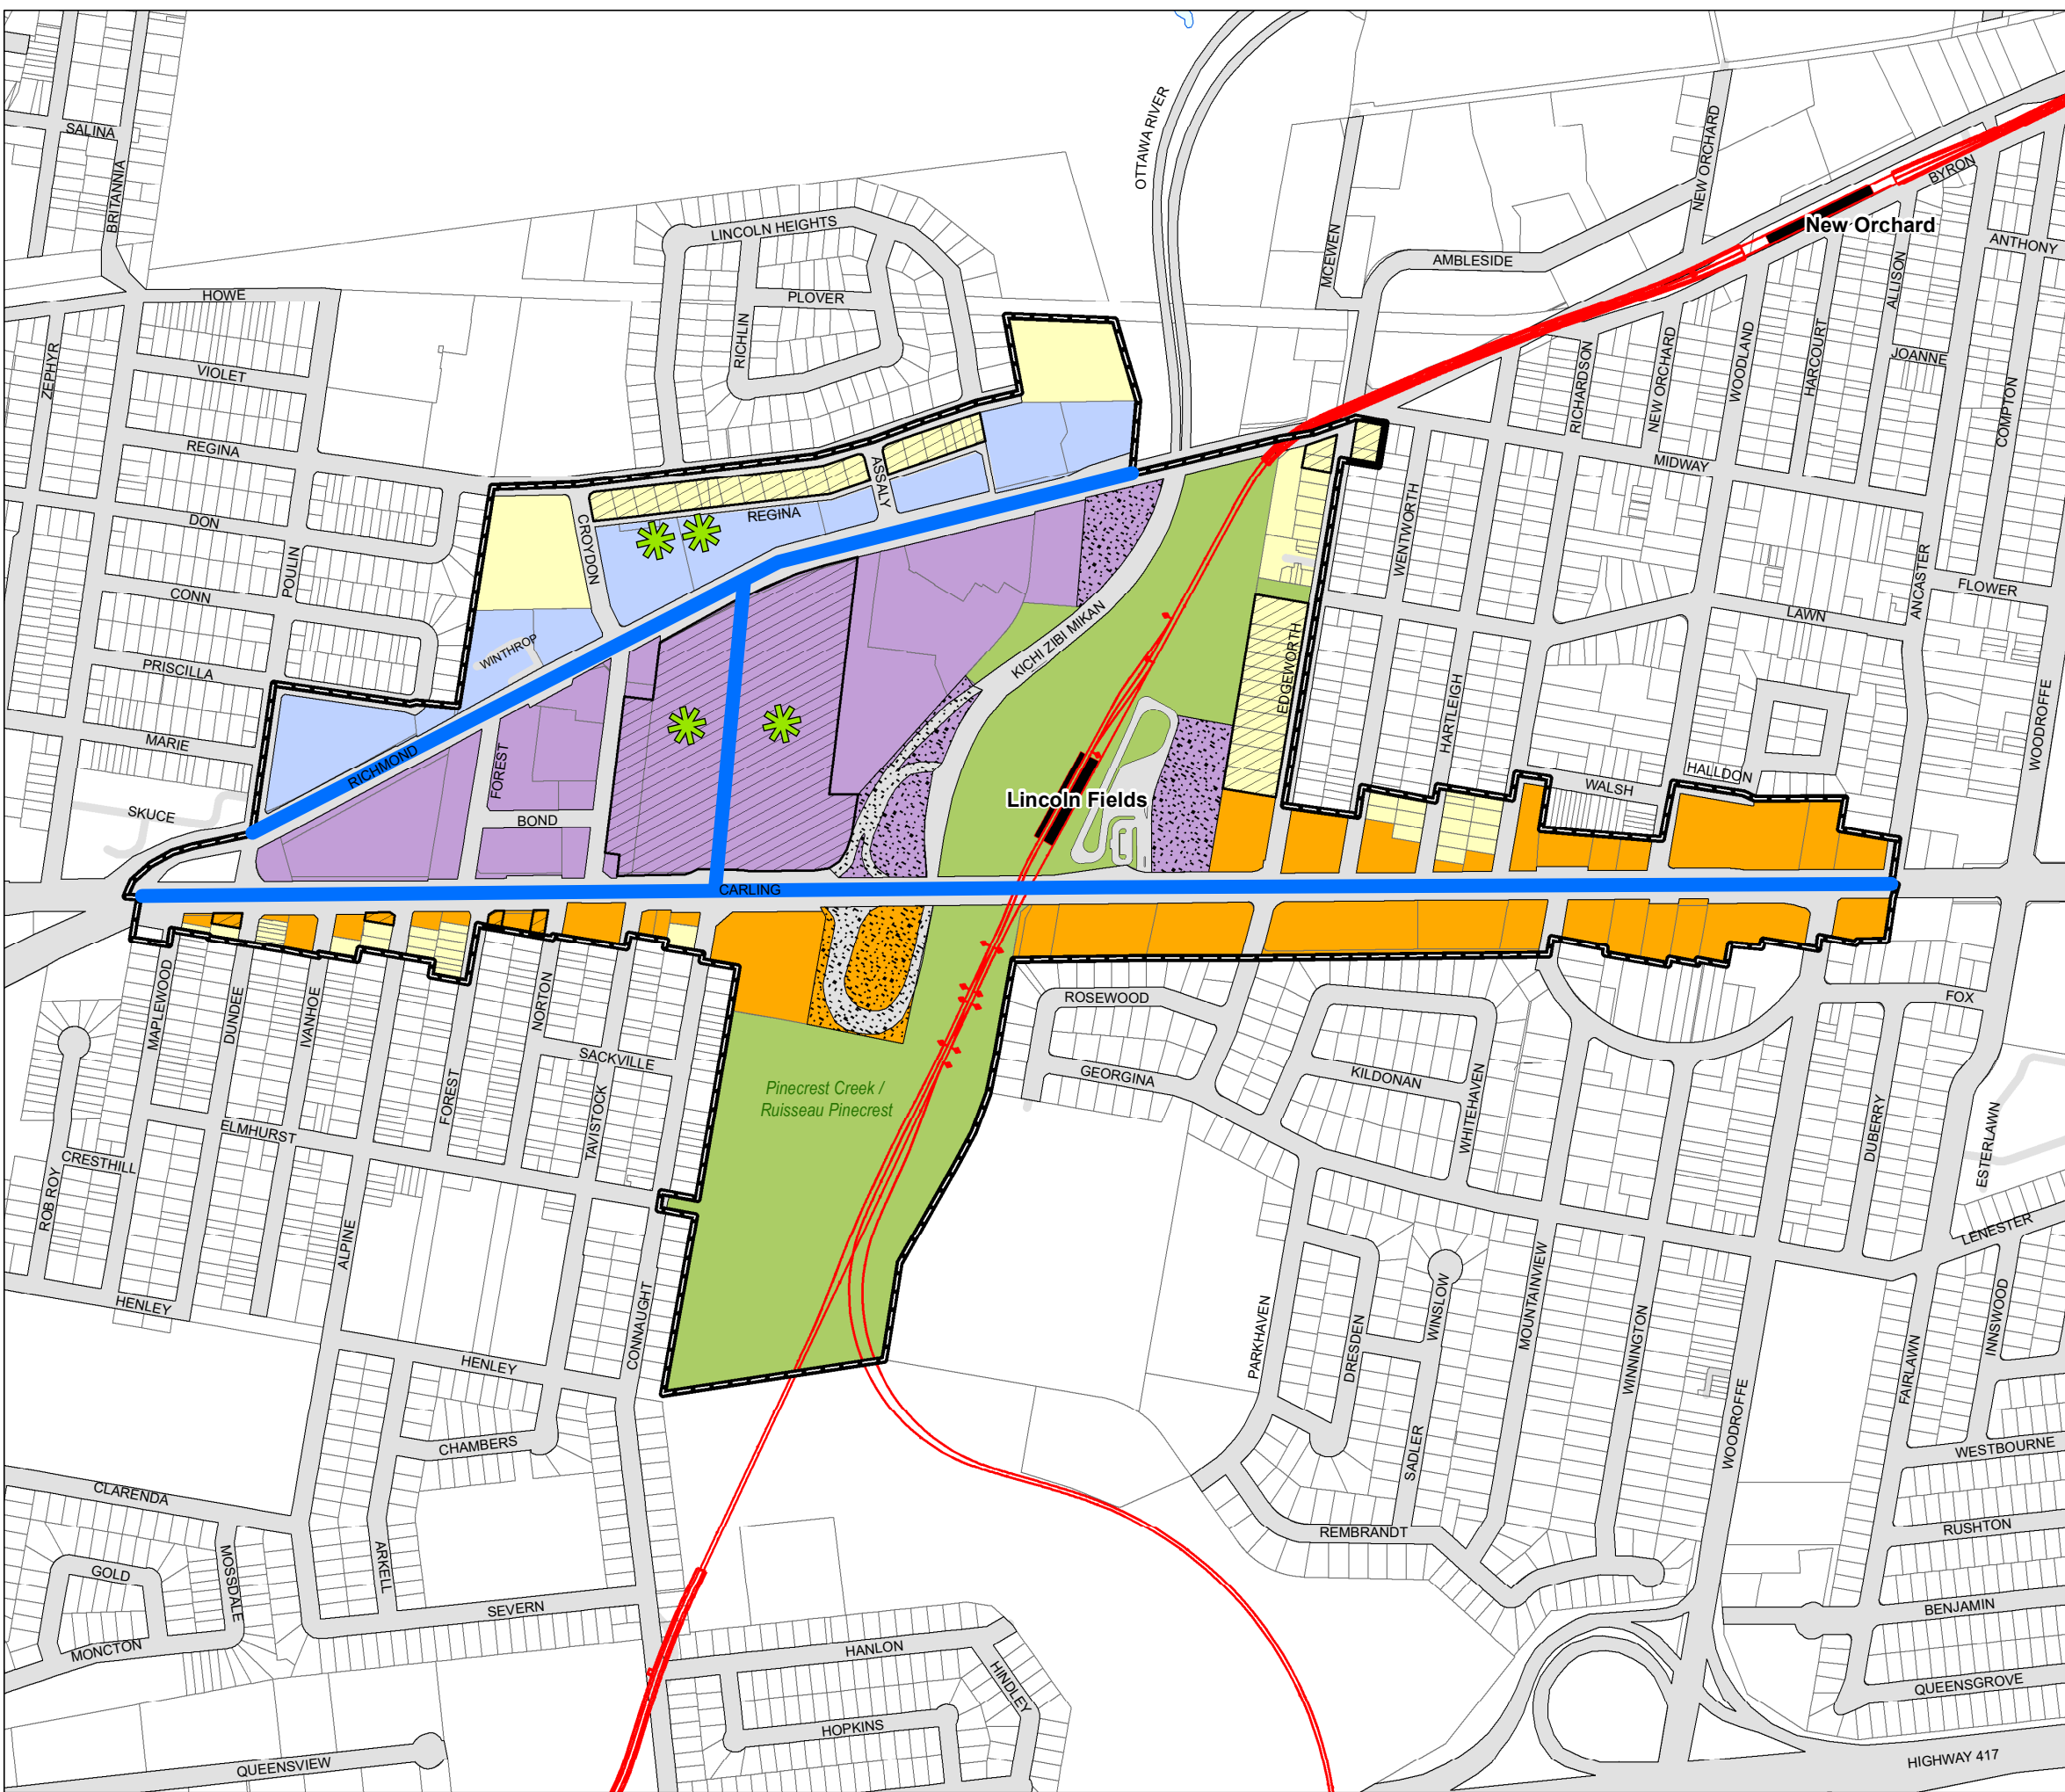 SALINA
BRITANNIA
OTTAWA RIVER
NEW ORCHARD
BYRON
New Orchard
ANTHONY
LINCOLN HEIGHTS
MCEWEN
AMBLESIDE
ALLISON
HOWE
PLOVER
RICHLIN
ZEPHYR
VIOLET
RICHARDSON
NEW ORCHARD
WOODLAND
HARCOURT
JOANNE
COMPTON
REGINA
ASSALY
MIDWAY
REGINA
DON
CROYDON
WENTWORTH
POULIN
CONN
KICHI ZIBI MIKAN
ANCASTER
FLOWER
LAWN
WINTHROP
PRISCILLA
EDGEWORTH
HARTLEIGH
WOODROFFE
MARIE
RICHMOND
FOREST
HALLDON
WALSH
SKUCE
BOND
Lincoln Fields
CARLING
MAPLEWOOD
DUNDEE
IVANHOE
NORTON
ROSEWOOD
FOX
SACKVILLE
FOREST
TAVISTOCK
Pinecrest Creek /
Ruisseau Pinecrest
GEORGINA
KILDONAN
WHITEHAVEN
DUBERRY
ESTERLAWN
ELMHURST
CRESTHILL
ROB ROY
ALPINE
LENESTER
HENLEY
CONNAUGHT
PARKHAVEN
DRESDEN
WINSLOW
MOUNTAINVIEW
WINNINGTON
FAIRLAWN
INNSWOOD
HENLEY
WOODROFFE
CHAMBERS
SADLER
WESTBOURNE
CLARENDA
REMBRANDT
RUSHTON
GOLD
MOSSDALE
ARKELL
SEVERN
BENJAMIN
MONCTON
HANLON
HINDLEY
QUEENSGROVE
HOPKINS
QUEENSVIEW
HIGHWAY 417